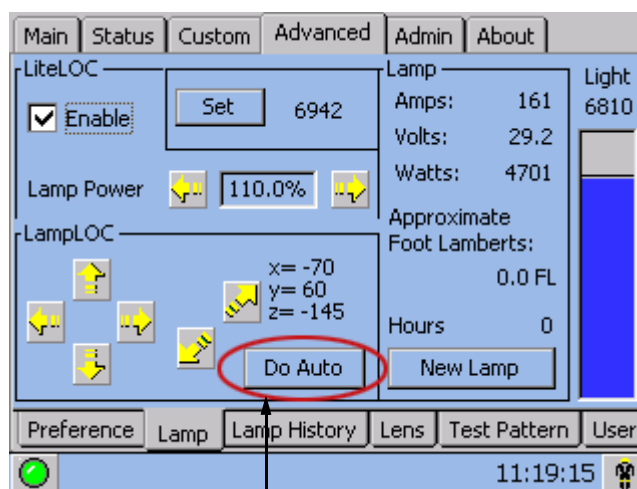 Main Status Custom Advanced Admin About
LiteLOC
Enable
Set 6942
Lamp Power 110.0%
LampLOC
x= -70
y= 60
z= -145
Do Auto
Lamp
Amps: 161
Volts: 29.2
Watts: 4701
Approximate
Foot Lamberts:
0.0 FL
Hours 0
New Lamp
Light
6810
Preference Lamp Lamp History Lens Test Pattern User
11:19:15